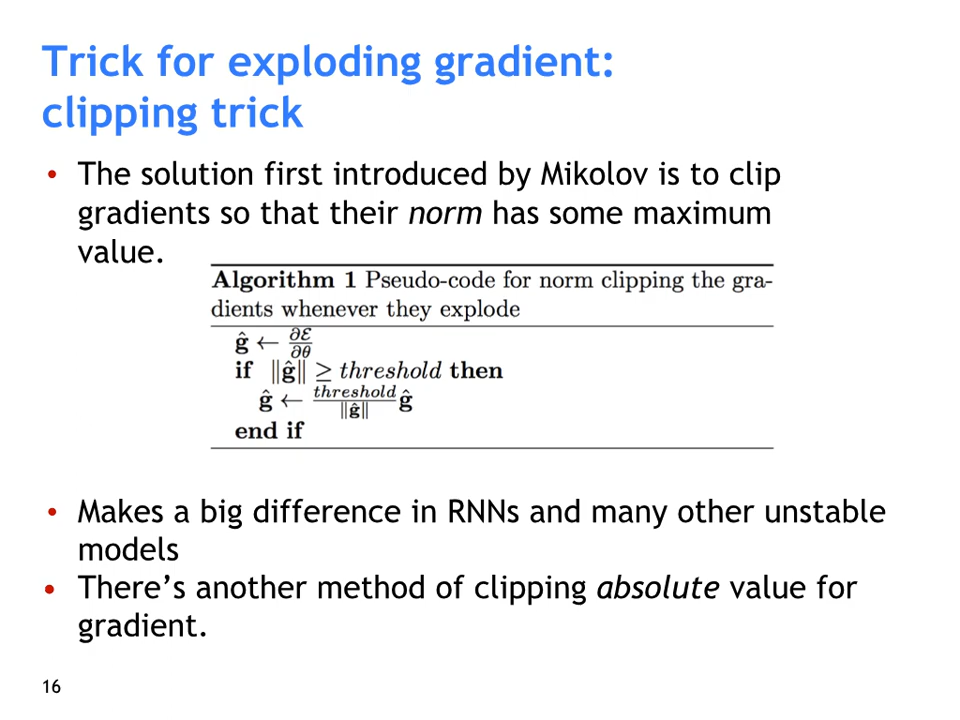 Trick for exploding gradient:
clipping trick
• The solution first introduced by Mikolov is to clip
gradients so that their norm has some maximum
value.
Algorithm 1 Pseudo-code for norm clipping the gra-
dients whenever they explode
ĝ ← ∂ℰ/∂θ
if ‖ĝ‖ ≥ threshold then
ĝ ← threshold/‖ĝ‖ ĝ
end if
• Makes a big difference in RNNs and many other unstable
models
• There’s another method of clipping absolute value for
gradient.
16